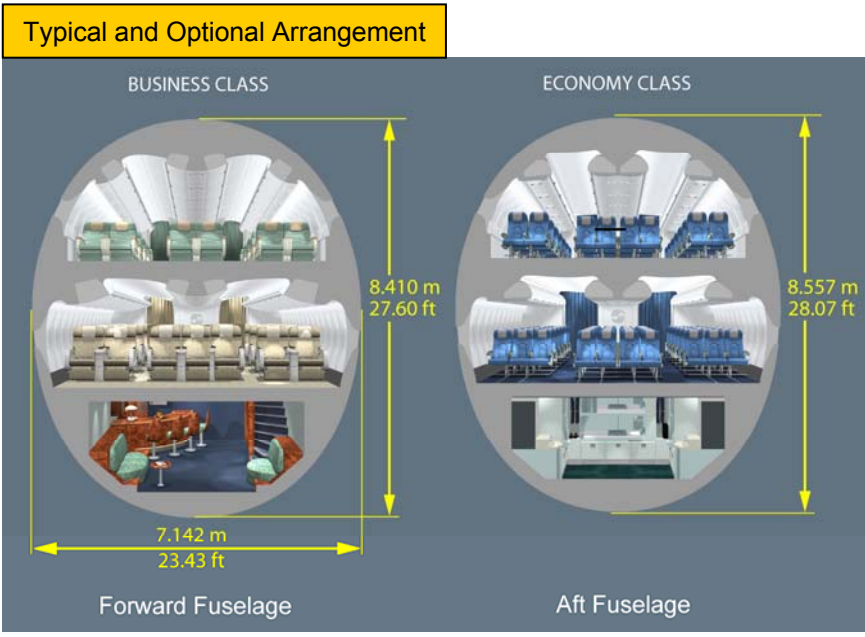 Typical and Optional Arrangement
BUSINESS CLASS
ECONOMY CLASS
8.410 m
27.60 ft
8.557 m
28.07 ft
7.142 m
23.43 ft
Forward Fuselage
Aft Fuselage